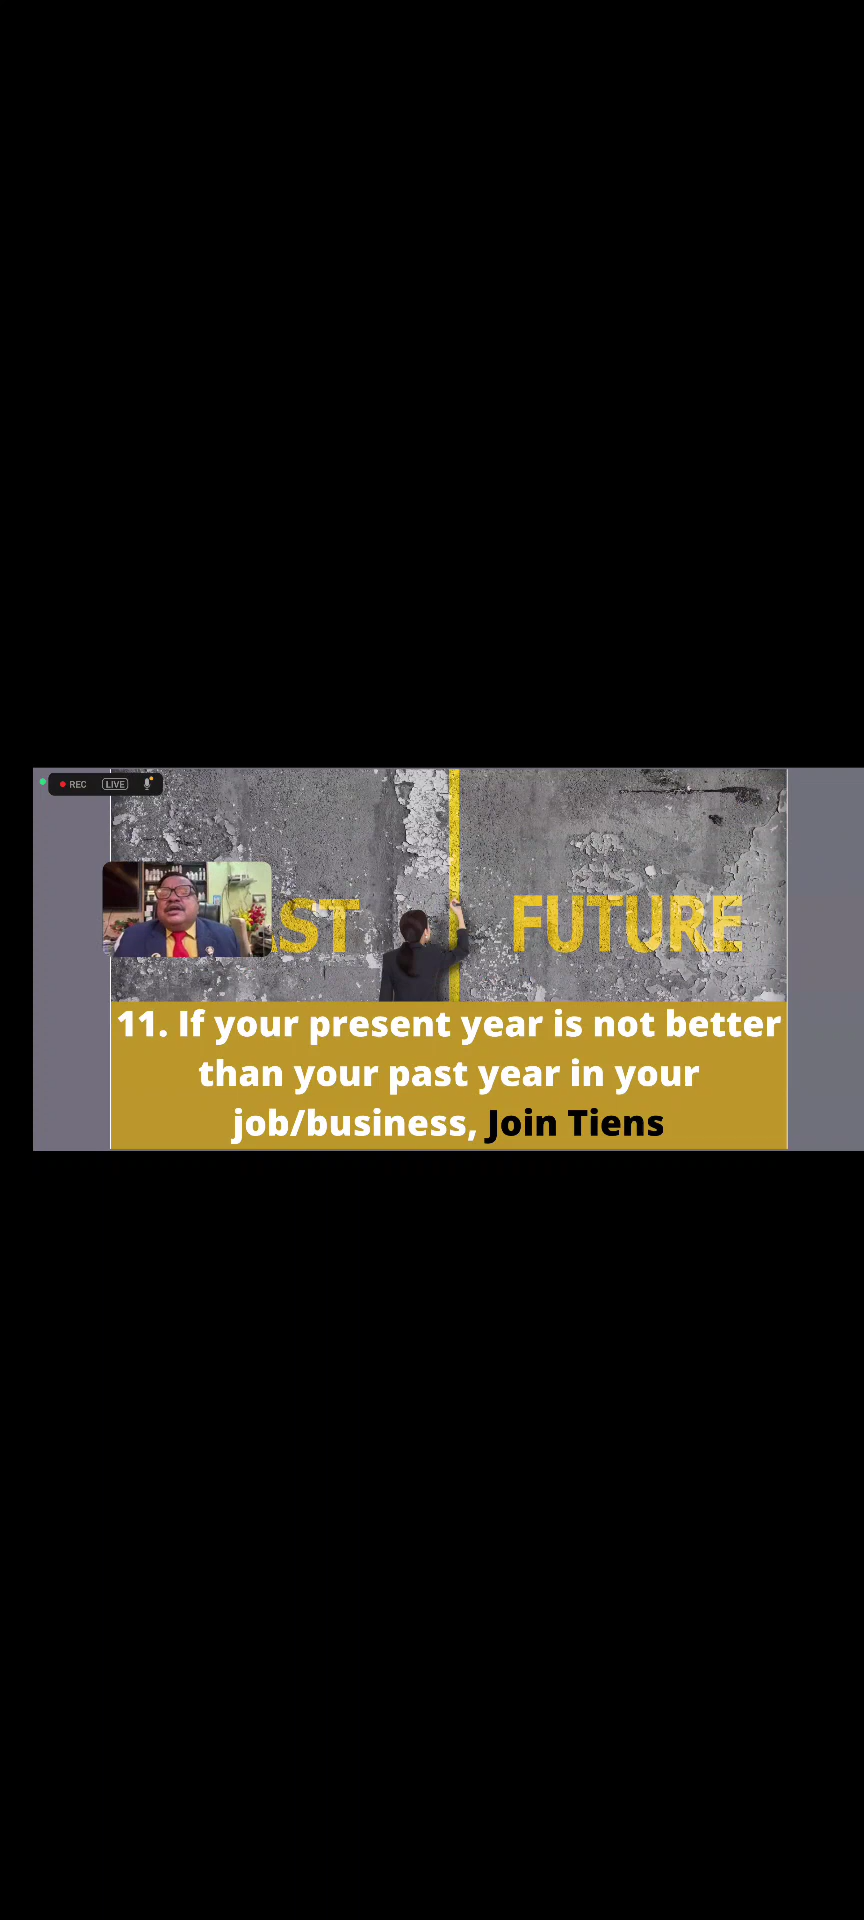 REC LIVE
AST FUTURE
11. If your present year is not better
than your past year in your
job/business, Join Tiens